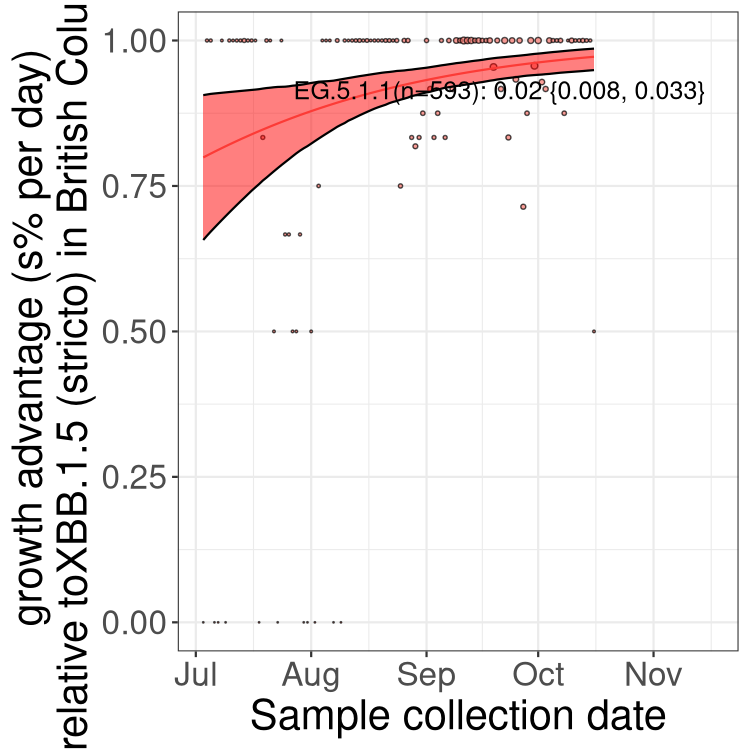 growth advantage (s% per day)
relative toXBB.1.5 (stricto) in British Colu
1.00
0.75
0.50
0.25
0.00
EG.5.1.1(n=593): 0.02 {0.008, 0.033}
Jul Aug Sep Oct Nov
Sample collection date